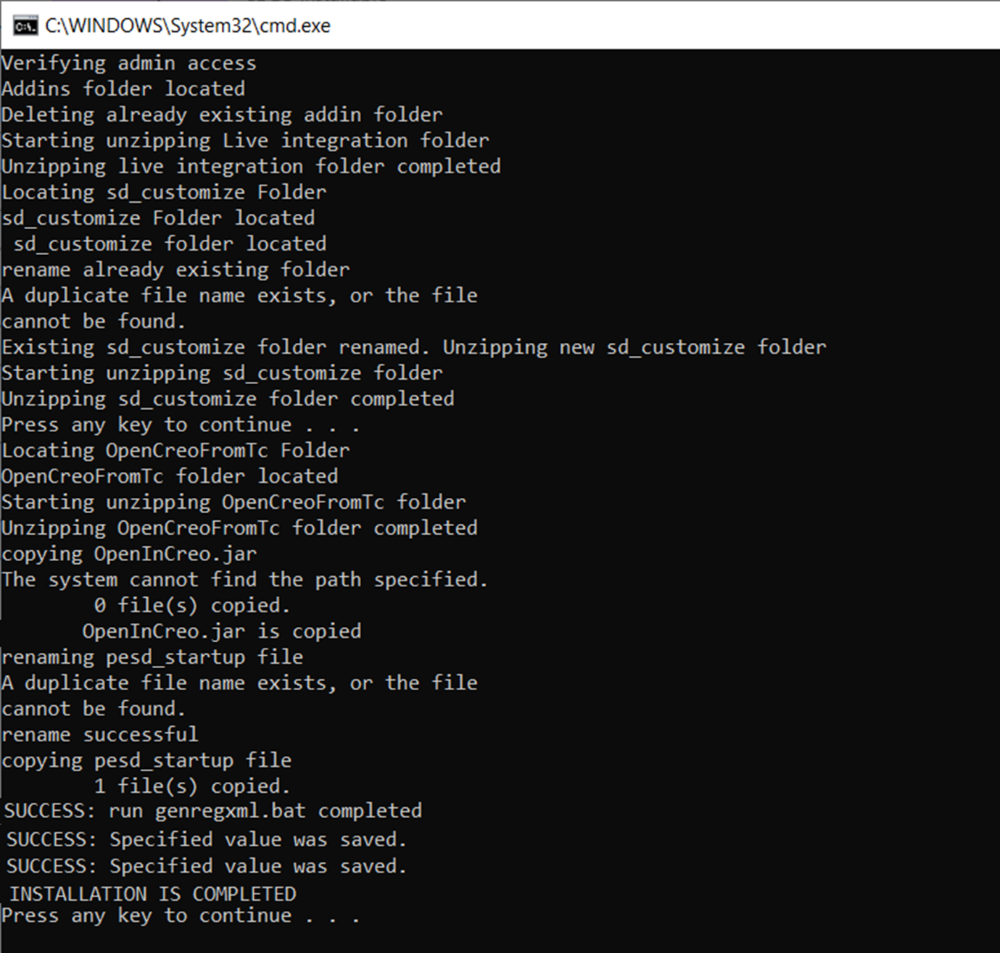 C:\WINDOWS\System32\cmd.exe
Verifying admin access
Addins folder located
Deleting already existing addin folder
Starting unzipping Live integration folder
Unzipping live integration folder completed
Locating sd_customize Folder
sd_customize Folder located
sd_customize folder located
rename already existing folder
A duplicate file name exists, or the file
cannot be found.
Existing sd_customize folder renamed. Unzipping new sd_customize folder
Starting unzipping sd_customize folder
Unzipping sd_customize folder completed
Press any key to continue . . .
Locating OpenCreoFromTc Folder
OpenCreoFromTc folder located
Starting unzipping OpenCreoFromTc folder
Unzipping OpenCreoFromTc folder completed
copying OpenInCreo.jar
The system cannot find the path specified.
0 file(s) copied.
OpenInCreo.jar is copied
renaming pesd_startup file
A duplicate file name exists, or the file
cannot be found.
rename successful
copying pesd_startup file
1 file(s) copied.
SUCCESS: run genregxml.bat completed
SUCCESS: Specified value was saved.
SUCCESS: Specified value was saved.
INSTALLATION IS COMPLETED
Press any key to continue . . .